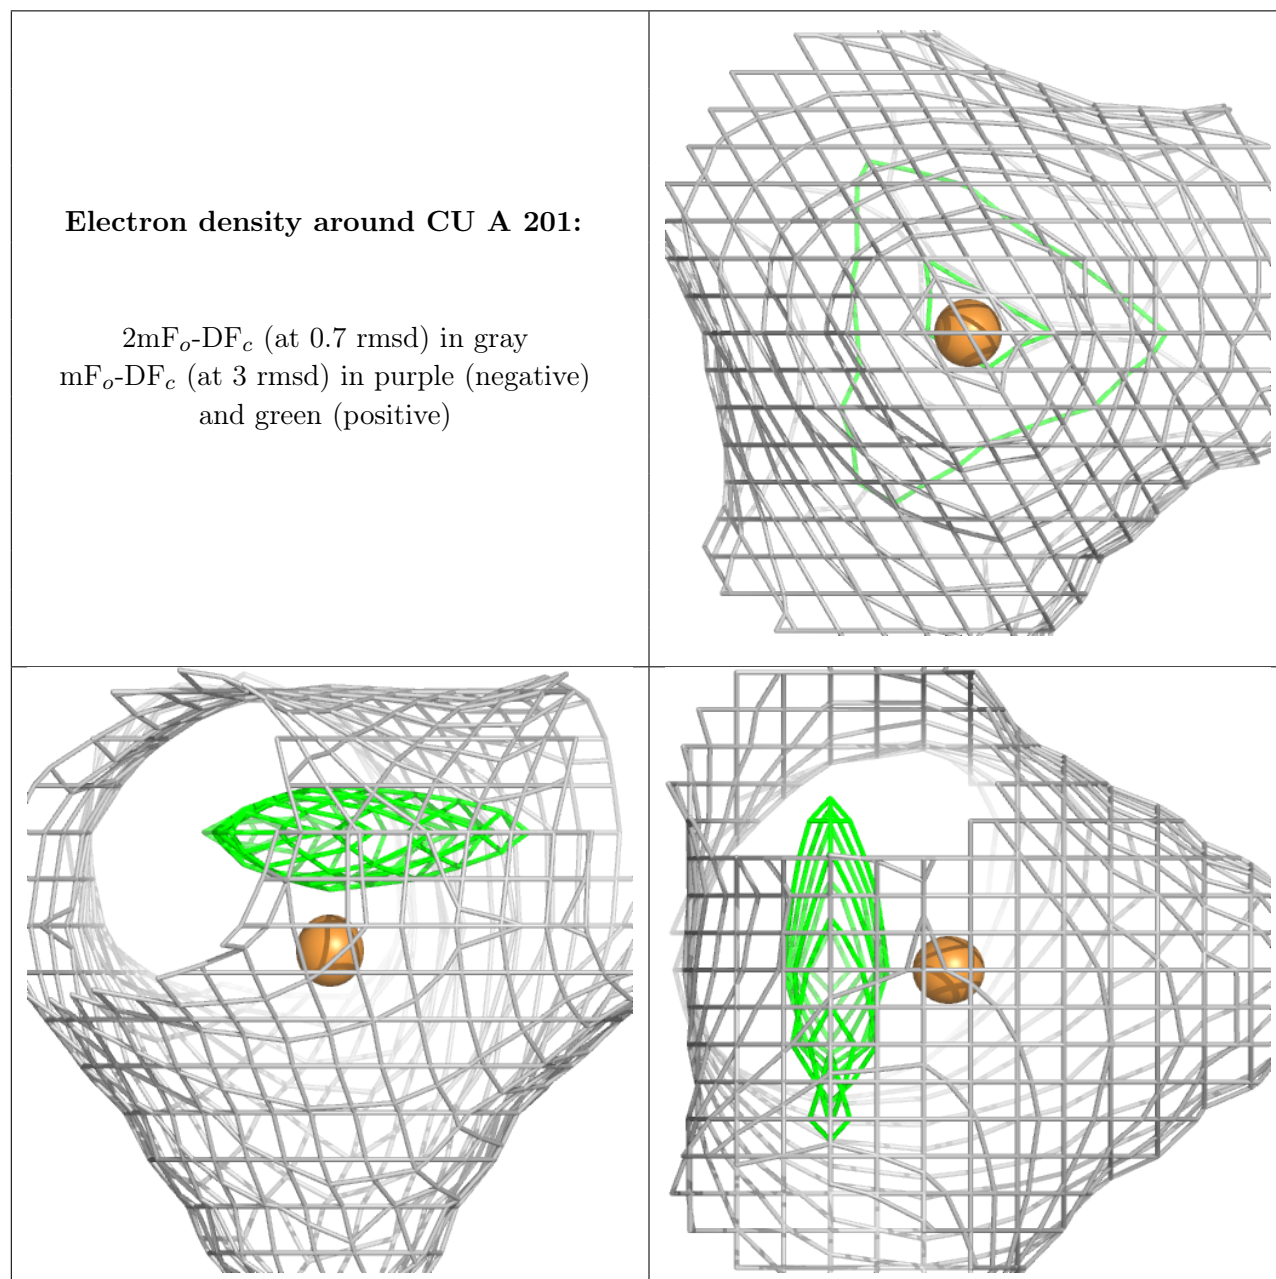 Electron density around CU A 201:
2mFo-DFc (at 0.7 rmsd) in gray
mFo-DFc (at 3 rmsd) in purple (negative)
and green (positive)